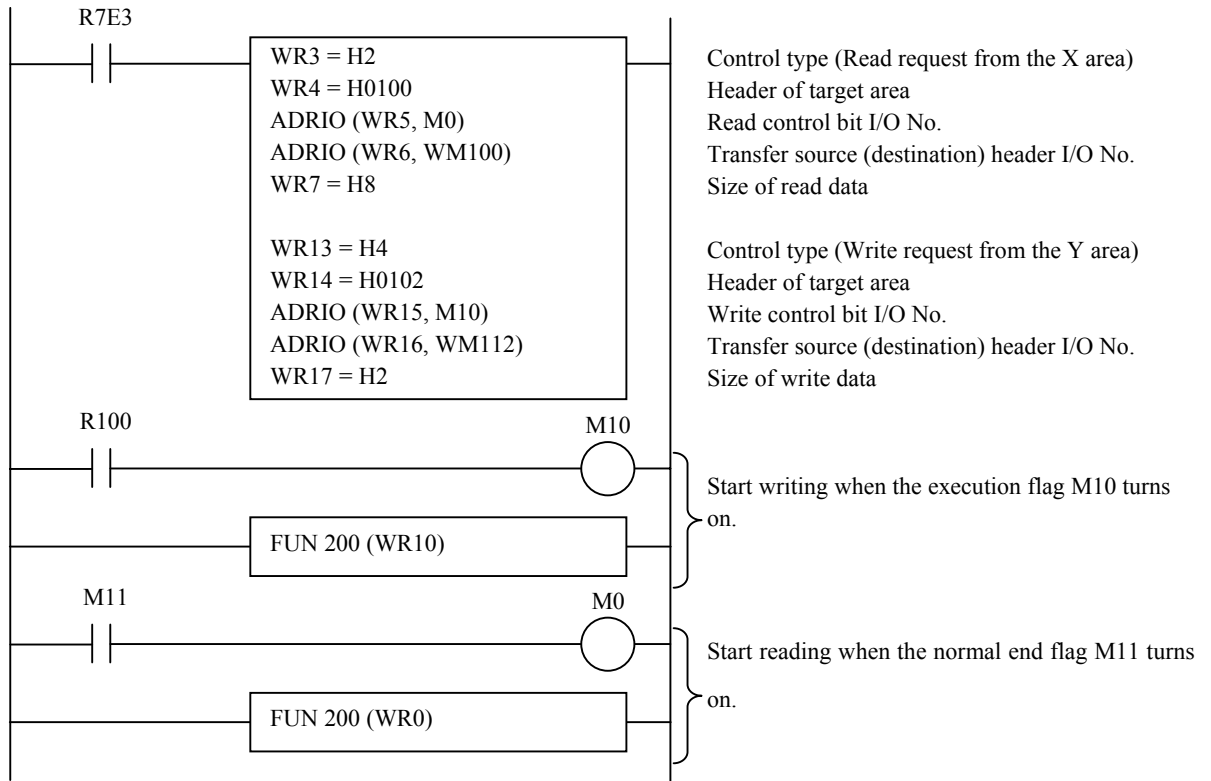 R7E3
WR3 = H2 Control type (Read request from the X area)
WR4 = H0100 Header of target area
ADRIO (WR5, M0) Read control bit I/O No.
ADRIO (WR6, WM100) Transfer source (destination) header I/O No.
WR7 = H8 Size of read data
WR13 = H4 Control type (Write request from the Y area)
WR14 = H0102 Header of target area
ADRIO (WR15, M10) Write control bit I/O No.
ADRIO (WR16, WM112) Transfer source (destination) header I/O No.
WR17 = H2 Size of write data
R100 M10
Start writing when the execution flag M10 turns
on.
FUN 200 (WR10)
M11 M0
Start reading when the normal end flag M11 turns
on.
FUN 200 (WR0)